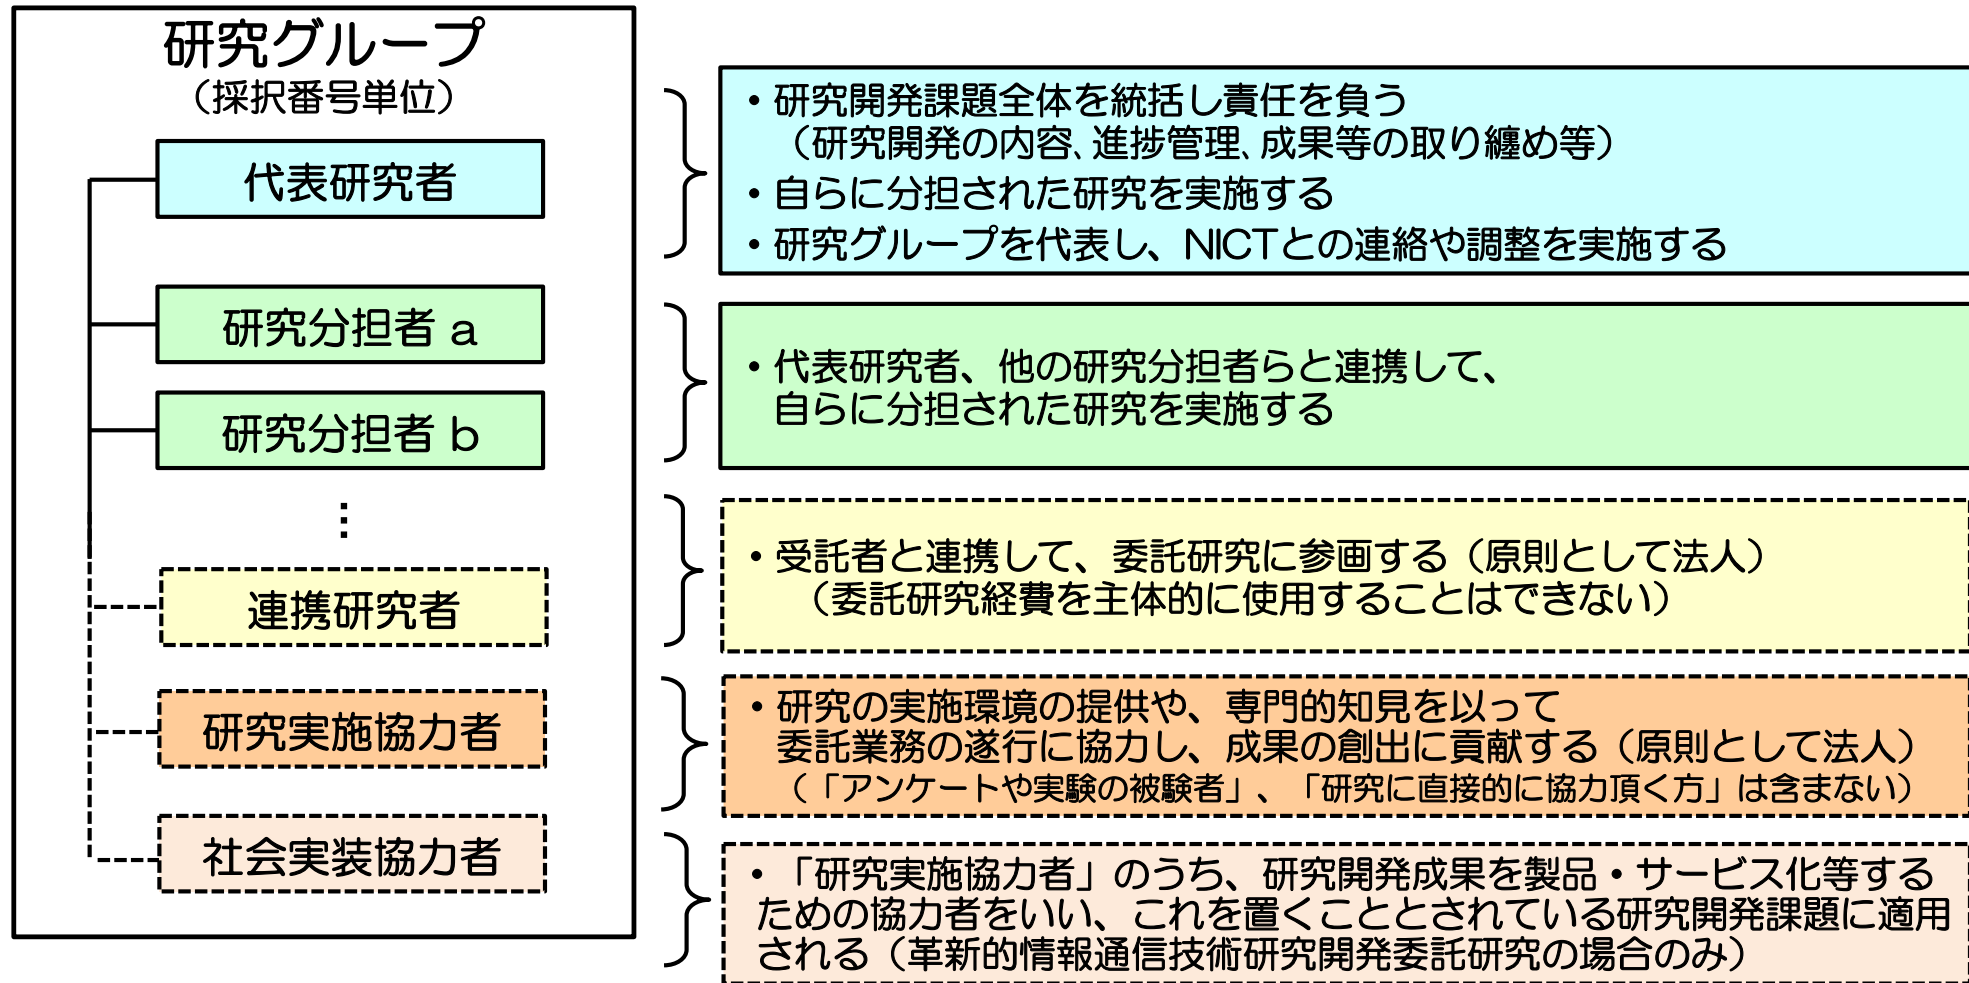 研究グループ
（採択番号単位）
代表研究者
研究分担者 a
研究分担者 b
⋮
連携研究者
研究実施協力者
社会実装協力者
・研究開発課題全体を統括し責任を負う
（研究開発の内容、進捗管理、成果等の取り纏め等）
・自らに分担された研究を実施する
・研究グループを代表し、NICTとの連絡や調整を実施する
・代表研究者、他の研究分担者らと連携して、
自らに分担された研究を実施する
・受託者と連携して、委託研究に参画する（原則として法人）
（委託研究経費を主体的に使用することはできない）
・研究の実施環境の提供や、専門的知見を以って
委託業務の遂行に協力し、成果の創出に貢献する（原則として法人）
（「アンケートや実験の被験者」、「研究に直接的に協力頂く方」は含まない）
・「研究実施協力者」のうち、研究開発成果を製品・サービス化等する
ための協力者をいい、これを置くこととされている研究開発課題に適用
される（革新的情報通信技術研究開発委託研究の場合のみ）